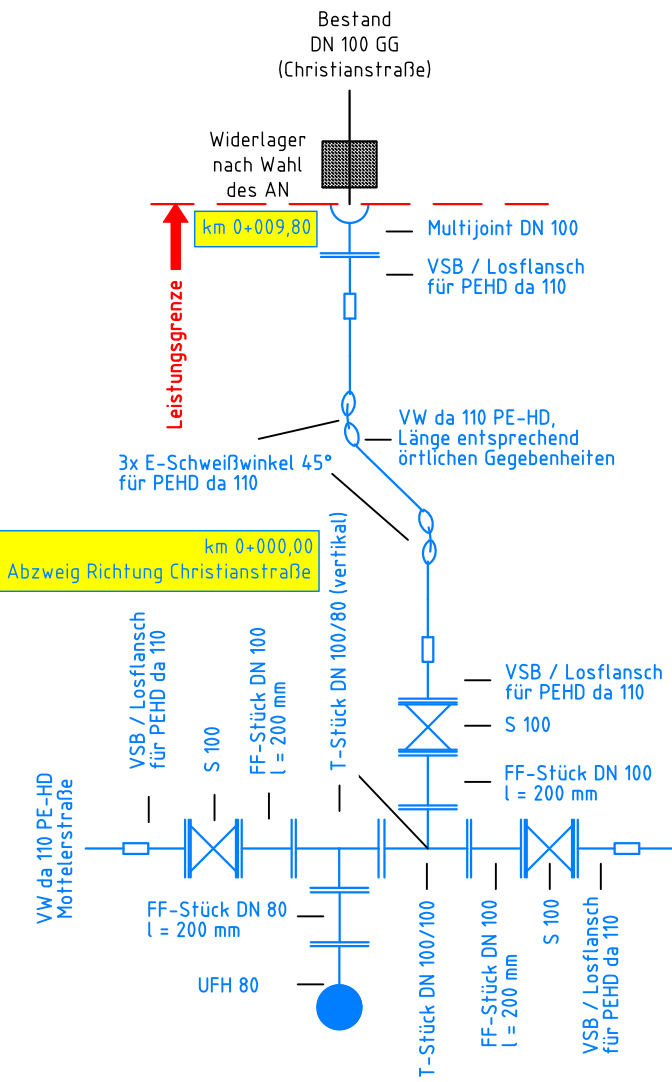 Bestand
DN 100 GG
(Christianstraße)
Widerlager
nach Wahl
des AN
km 0+009,80
Multijoint DN 100
VSB / Losflansch
für PEHD da 110
Leistungsgrenze
VW da 110 PE-HD,
Länge entsprechend
örtlichen Gegebenheiten
3x E-Schweißwinkel 45°
für PEHD da 110
km 0+000,00
Abzweig Richtung Christianstraße
VSB / Losflansch
für PEHD da 110
S 100
FF-Stück DN 100
l = 200 mm
T-Stück DN 100/80 (vertikal)
VSB / Losflansch
für PEHD da 110
S 100
FF-Stück DN 100
l = 200 mm
VW da 110 PE-HD
Mottelerstraße
FF-Stück DN 80
l = 200 mm
UFH 80
T-Stück DN 100/100
FF-Stück DN 100
l = 200 mm
S 100
VSB / Losflansch
für PEHD da 110